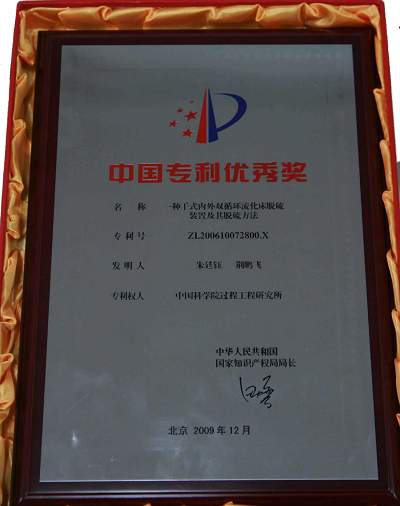 中国专利优秀奖
名 称 一种干式内外双循环流化床脱硫
装置及其脱硫方法
专 利 号 ZL200610072800.X
发 明 人 朱廷钰 荆鹏飞
专利权人 中国科学院过程工程研究所
中华人民共和国
国家知识产权局局长
北京 2009年12月